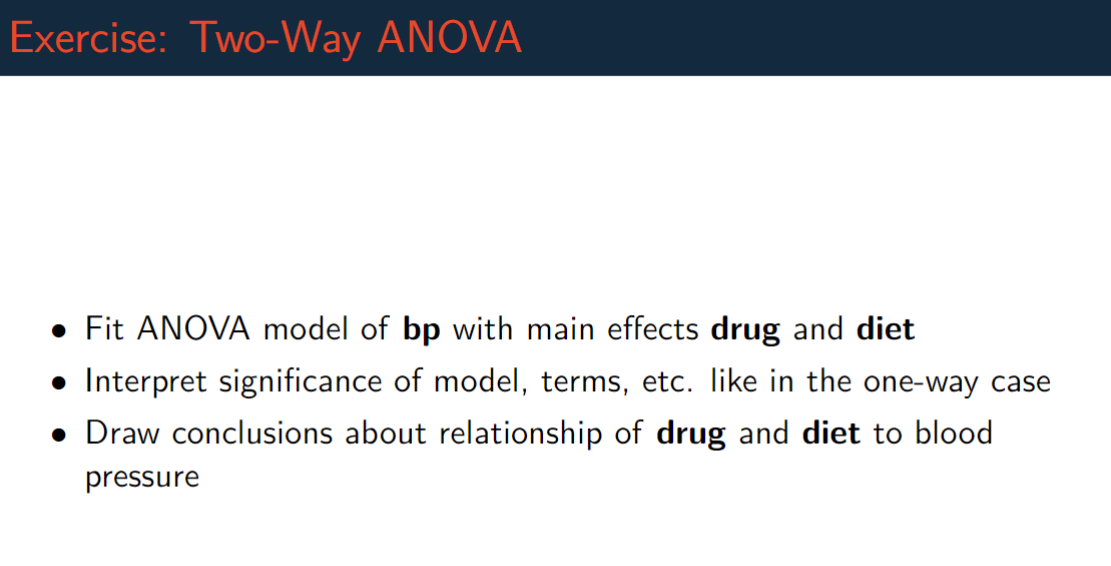 Exercise: Two-Way ANOVA
• Fit ANOVA model of bp with main effects drug and diet
• Interpret significance of model, terms, etc. like in the one-way case
• Draw conclusions about relationship of drug and diet to blood
pressure